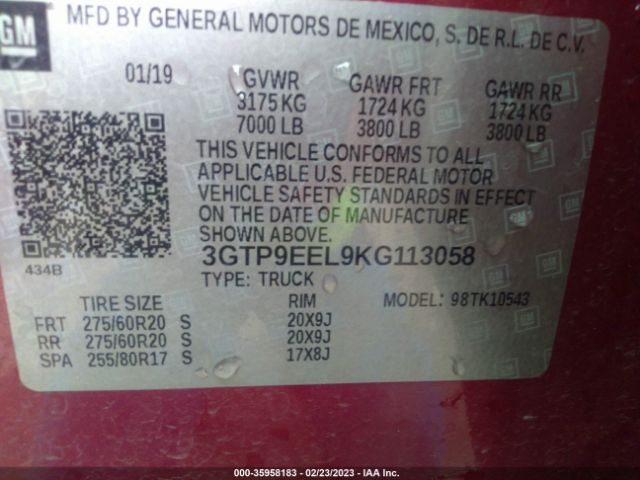 GM
MFD BY GENERAL MOTORS DE MEXICO, S. DE R.L. DE C.V.
01/19 GVWR GAWR FRT GAWR RR
3175 KG 1724 KG 1724 KG
7000 LB 3800 LB 3800 LB
THIS VEHICLE CONFORMS TO ALL
APPLICABLE U.S. FEDERAL MOTOR
VEHICLE SAFETY STANDARDS IN EFFECT
ON THE DATE OF MANUFACTURE
SHOWN ABOVE.
434B
3GTP9EEL9KG113058
TYPE: TRUCK
TIRE SIZE RIM MODEL: 98TK10543
FRT 275/60R20 S 20X9J
RR 275/60R20 S 20X9J
SPA 255/80R17 S 17X8J
000-35958183 - 02/23/2023 - IAA Inc.